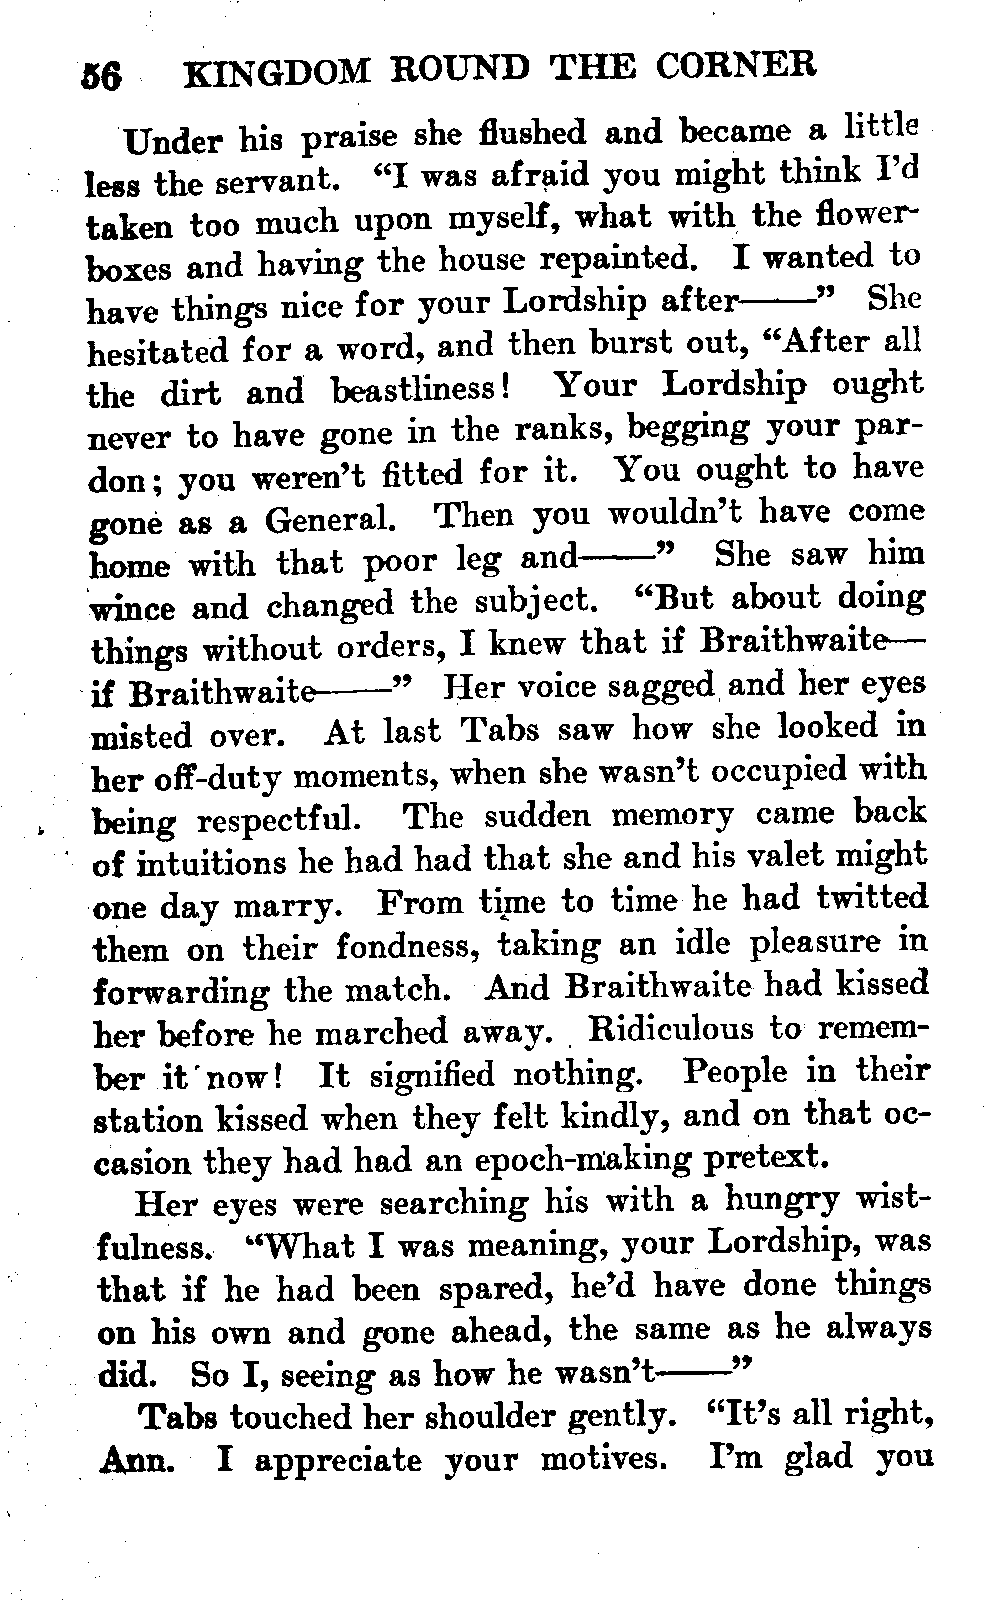 56 KINGDOM ROUND THE CORNER
Under his praise she flushed and became a little
less the servant. “I was afraid you might think I’d
taken too much upon myself, what with the flower-
boxes and having the house repainted. I wanted to
have things nice for your Lordship after——” She
hesitated for a word, and then burst out, “After all
the dirt and beastliness! Your Lordship ought
never to have gone in the ranks, begging your par-
don; you weren’t fitted for it. You ought to have
gone as a General. Then you wouldn’t have come
home with that poor leg and——” She saw him
wince and changed the subject. “But about doing
things without orders, I knew that if Braithwaite—
if Braithwaite——” Her voice sagged and her eyes
misted over. At last Tabs saw how she looked in
her off-duty moments, when she wasn’t occupied with
being respectful. The sudden memory came back
of intuitions he had had that she and his valet might
one day marry. From time to time he had twitted
them on their fondness, taking an idle pleasure in
forwarding the match. And Braithwaite had kissed
her before he marched away. Ridiculous to remem-
ber it now! It signified nothing. People in their
station kissed when they felt kindly, and on that oc-
casion they had had an epoch-making pretext.
Her eyes were searching his with a hungry wist-
fulness. “What I was meaning, your Lordship, was
that if he had been spared, he’d have done things
on his own and gone ahead, the same as he always
did. So I, seeing as how he wasn’t——”
Tabs touched her shoulder gently. “It’s all right,
Ann. I appreciate your motives. I’m glad you